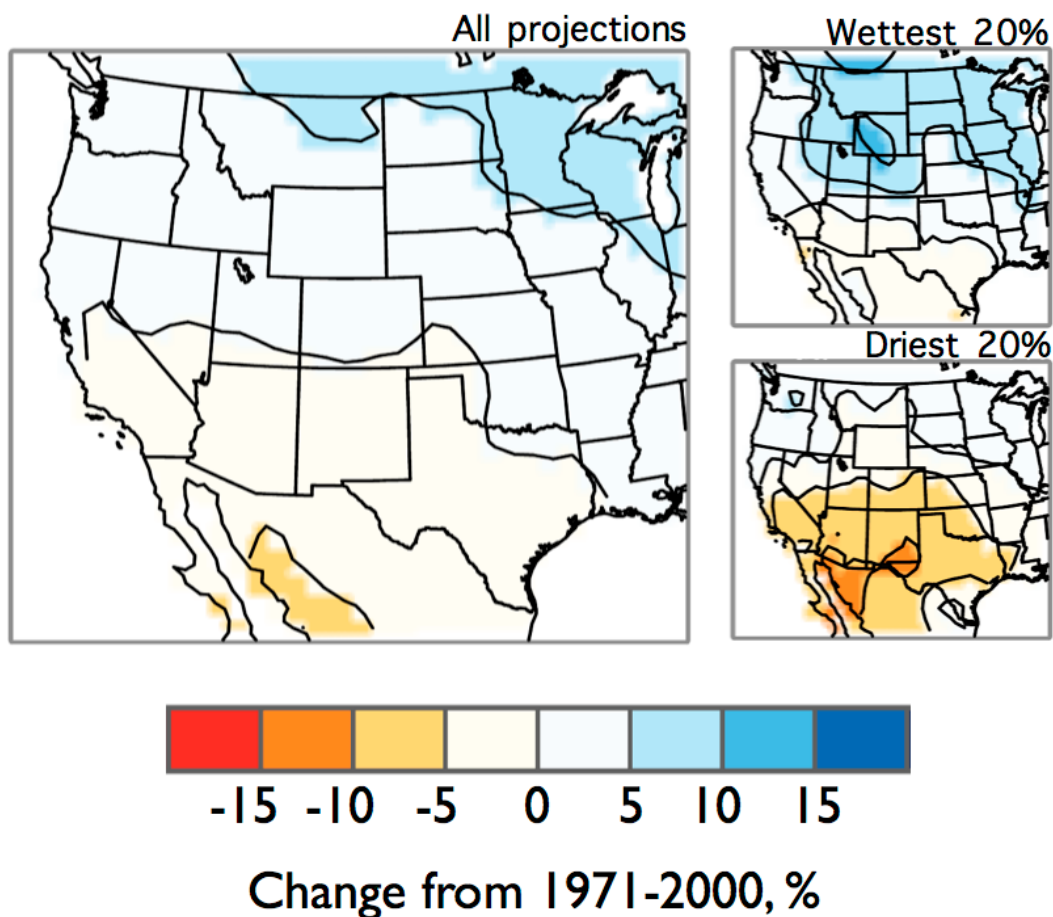 All projections
Wettest 20%
Driest 20%
-15 -10 -5 0 5 10 15
Change from 1971-2000, %